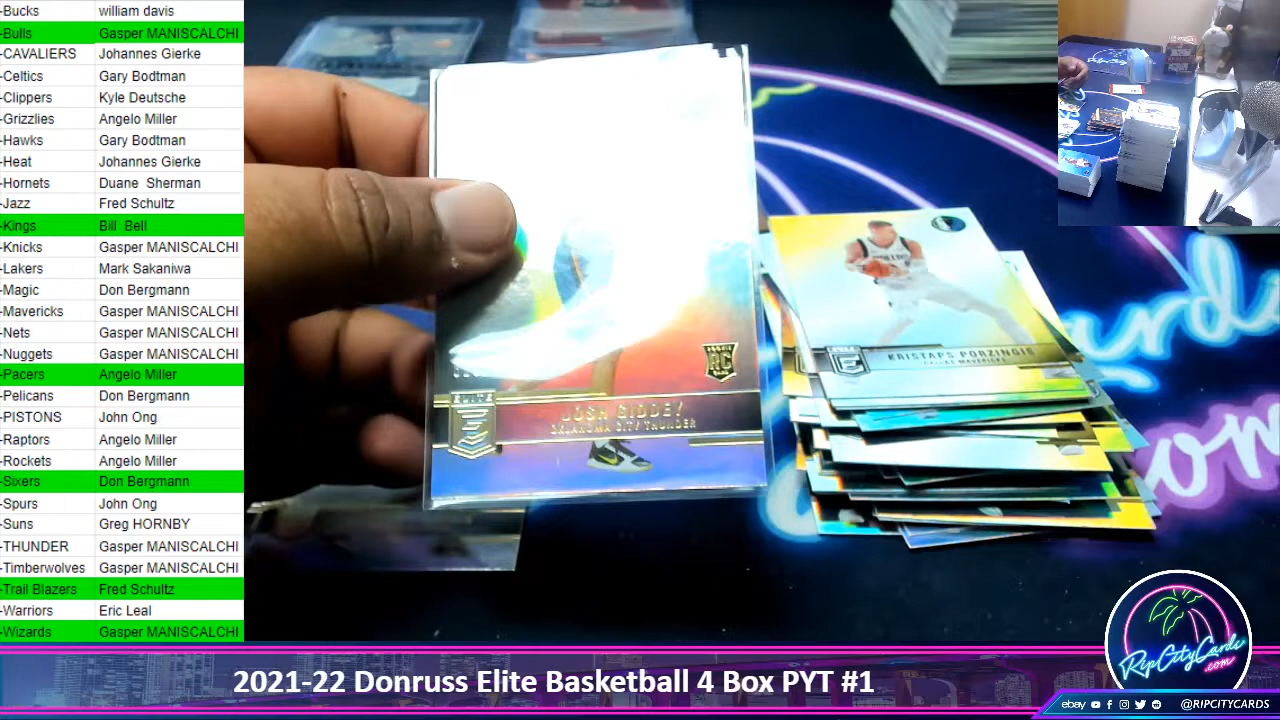 -Bucks william davis
-Bulls Gasper MANISCALCHI
-CAVALIERS Johannes Gierke
-Celtics Gary Bodtman
-Clippers Kyle Deutsche
-Grizzlies Angelo Miller
-Hawks Gary Bodtman
-Heat Johannes Gierke
-Hornets Duane Sherman
-Jazz Fred Schultz
-Kings Bill Bell
-Knicks Gasper MANISCALCHI
-Lakers Mark Sakaniwa
-Magic Don Bergmann
-Mavericks Gasper MANISCALCHI
-Nets Gasper MANISCALCHI
-Nuggets Gasper MANISCALCHI
-Pacers Angelo Miller
-Pelicans Don Bergmann
-PISTONS John Ong
-Raptors Angelo Miller
-Rockets Angelo Miller
-Sixers Don Bergmann
-Spurs John Ong
-Suns Greg HORNBY
-THUNDER Gasper MANISCALCHI
-Timberwolves Gasper MANISCALCHI
-Trail Blazers Fred Schultz
-Warriors Eric Leal
-Wizards Gasper MANISCALCHI
KRISTAPS PORZINGIS
DALLAS MAVERICKS
RC
ELITE
JOSH GIDDEY
OKLAHOMA CITY THUNDER
2021-22 Donruss Elite Basketball 4 Box PYT #1
RipCityCards
.com
ebay @RIPCITYCARDS